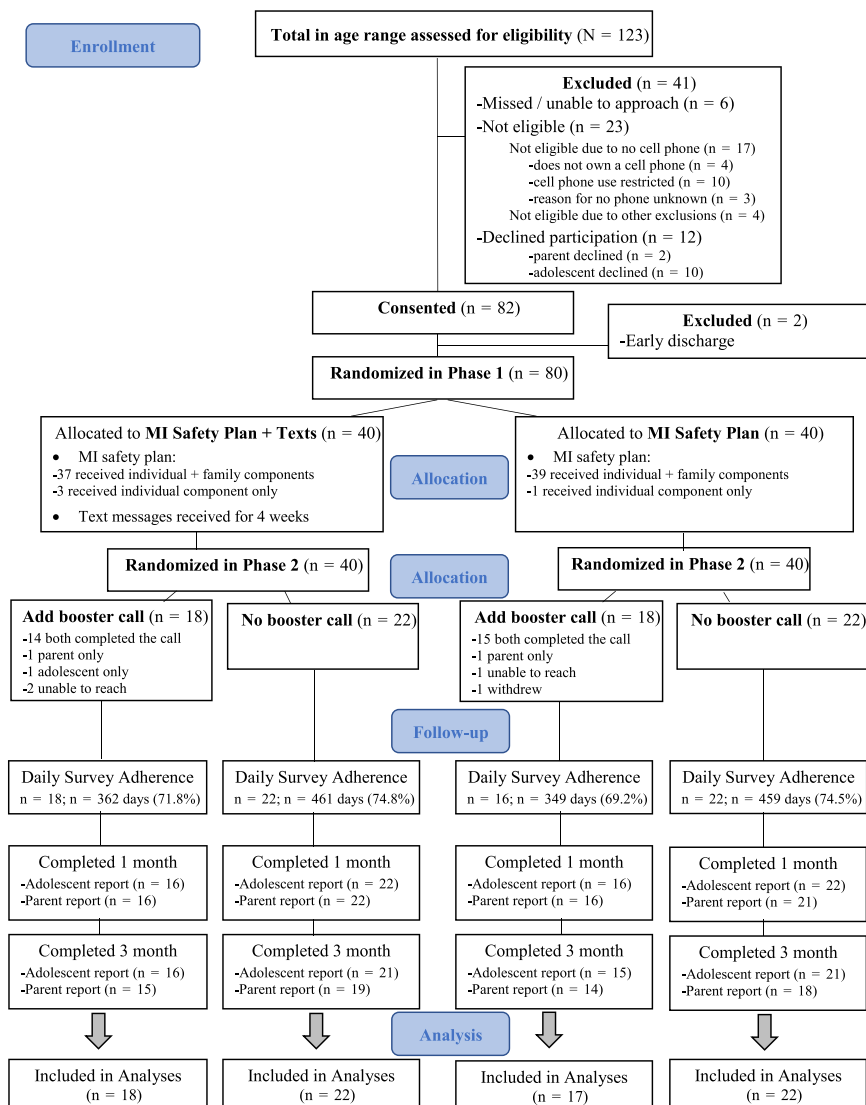 Total in age range assessed for eligibility (N = 123)
Enrollment
Excluded (n = 41)
-Missed / unable to approach (n = 6)
-Not eligible (n = 23)
Not eligible due to no cell phone (n = 17)
-does not own a cell phone (n = 4)
-cell phone use restricted (n = 10)
-reason for no phone unknown (n = 3)
Not eligible due to other exclusions (n = 4)
-Declined participation (n = 12)
-parent declined (n = 2)
-adolescent declined (n = 10)
Consented (n = 82)
Excluded (n = 2)
-Early discharge
Randomized in Phase 1 (n = 80)
Allocated to MI Safety Plan + Texts (n = 40)
• MI safety plan:
-37 received individual + family components
-3 received individual component only
• Text messages received for 4 weeks
Allocation
Allocated to MI Safety Plan (n = 40)
• MI safety plan:
-39 received individual + family components
-1 received individual component only
Randomized in Phase 2 (n = 40)
Allocation
Randomized in Phase 2 (n = 40)
Add booster call (n = 18)
-14 both completed the call
-1 parent only
-1 adolescent only
-2 unable to reach
No booster call (n = 22)
Add booster call (n = 18)
-15 both completed the call
-1 parent only
-1 unable to reach
-1 withdrew
No booster call (n = 22)
Follow-up
Daily Survey Adherence
n = 18; n = 362 days (71.8%)
Daily Survey Adherence
n = 22; n = 461 days (74.8%)
Daily Survey Adherence
n = 16; n = 349 days (69.2%)
Daily Survey Adherence
n = 22; n = 459 days (74.5%)
Completed 1 month
-Adolescent report (n = 16)
-Parent report (n = 16)
Completed 1 month
-Adolescent report (n = 22)
-Parent report (n = 22)
Completed 1 month
-Adolescent report (n = 16)
-Parent report (n = 16)
Completed 1 month
-Adolescent report (n = 22)
-Parent report (n = 21)
Completed 3 month
-Adolescent report (n = 16)
-Parent report (n = 15)
Completed 3 month
-Adolescent report (n = 21)
-Parent report (n = 19)
Completed 3 month
-Adolescent report (n = 15)
-Parent report (n = 14)
Completed 3 month
-Adolescent report (n = 21)
-Parent report (n = 18)
Analysis
Included in Analyses
(n = 18)
Included in Analyses
(n = 22)
Included in Analyses
(n = 17)
Included in Analyses
(n = 22)